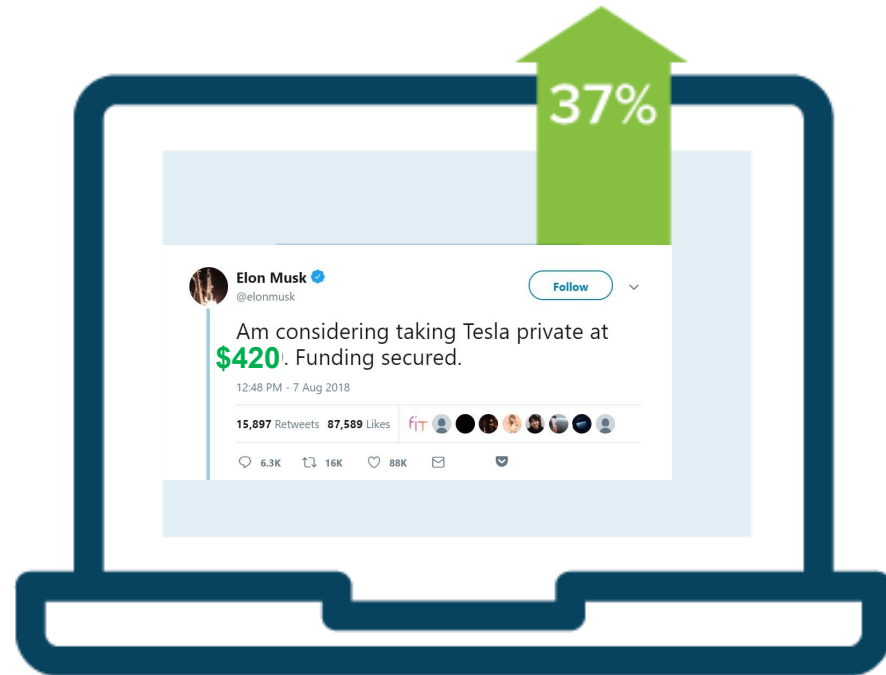 37%
Elon Musk
@elonmusk
Follow
Am considering taking Tesla private at
$420. Funding secured.
12:48 PM - 7 Aug 2018
15,897 Retweets 87,589 Likes
fiT
6.3K 16K 88K